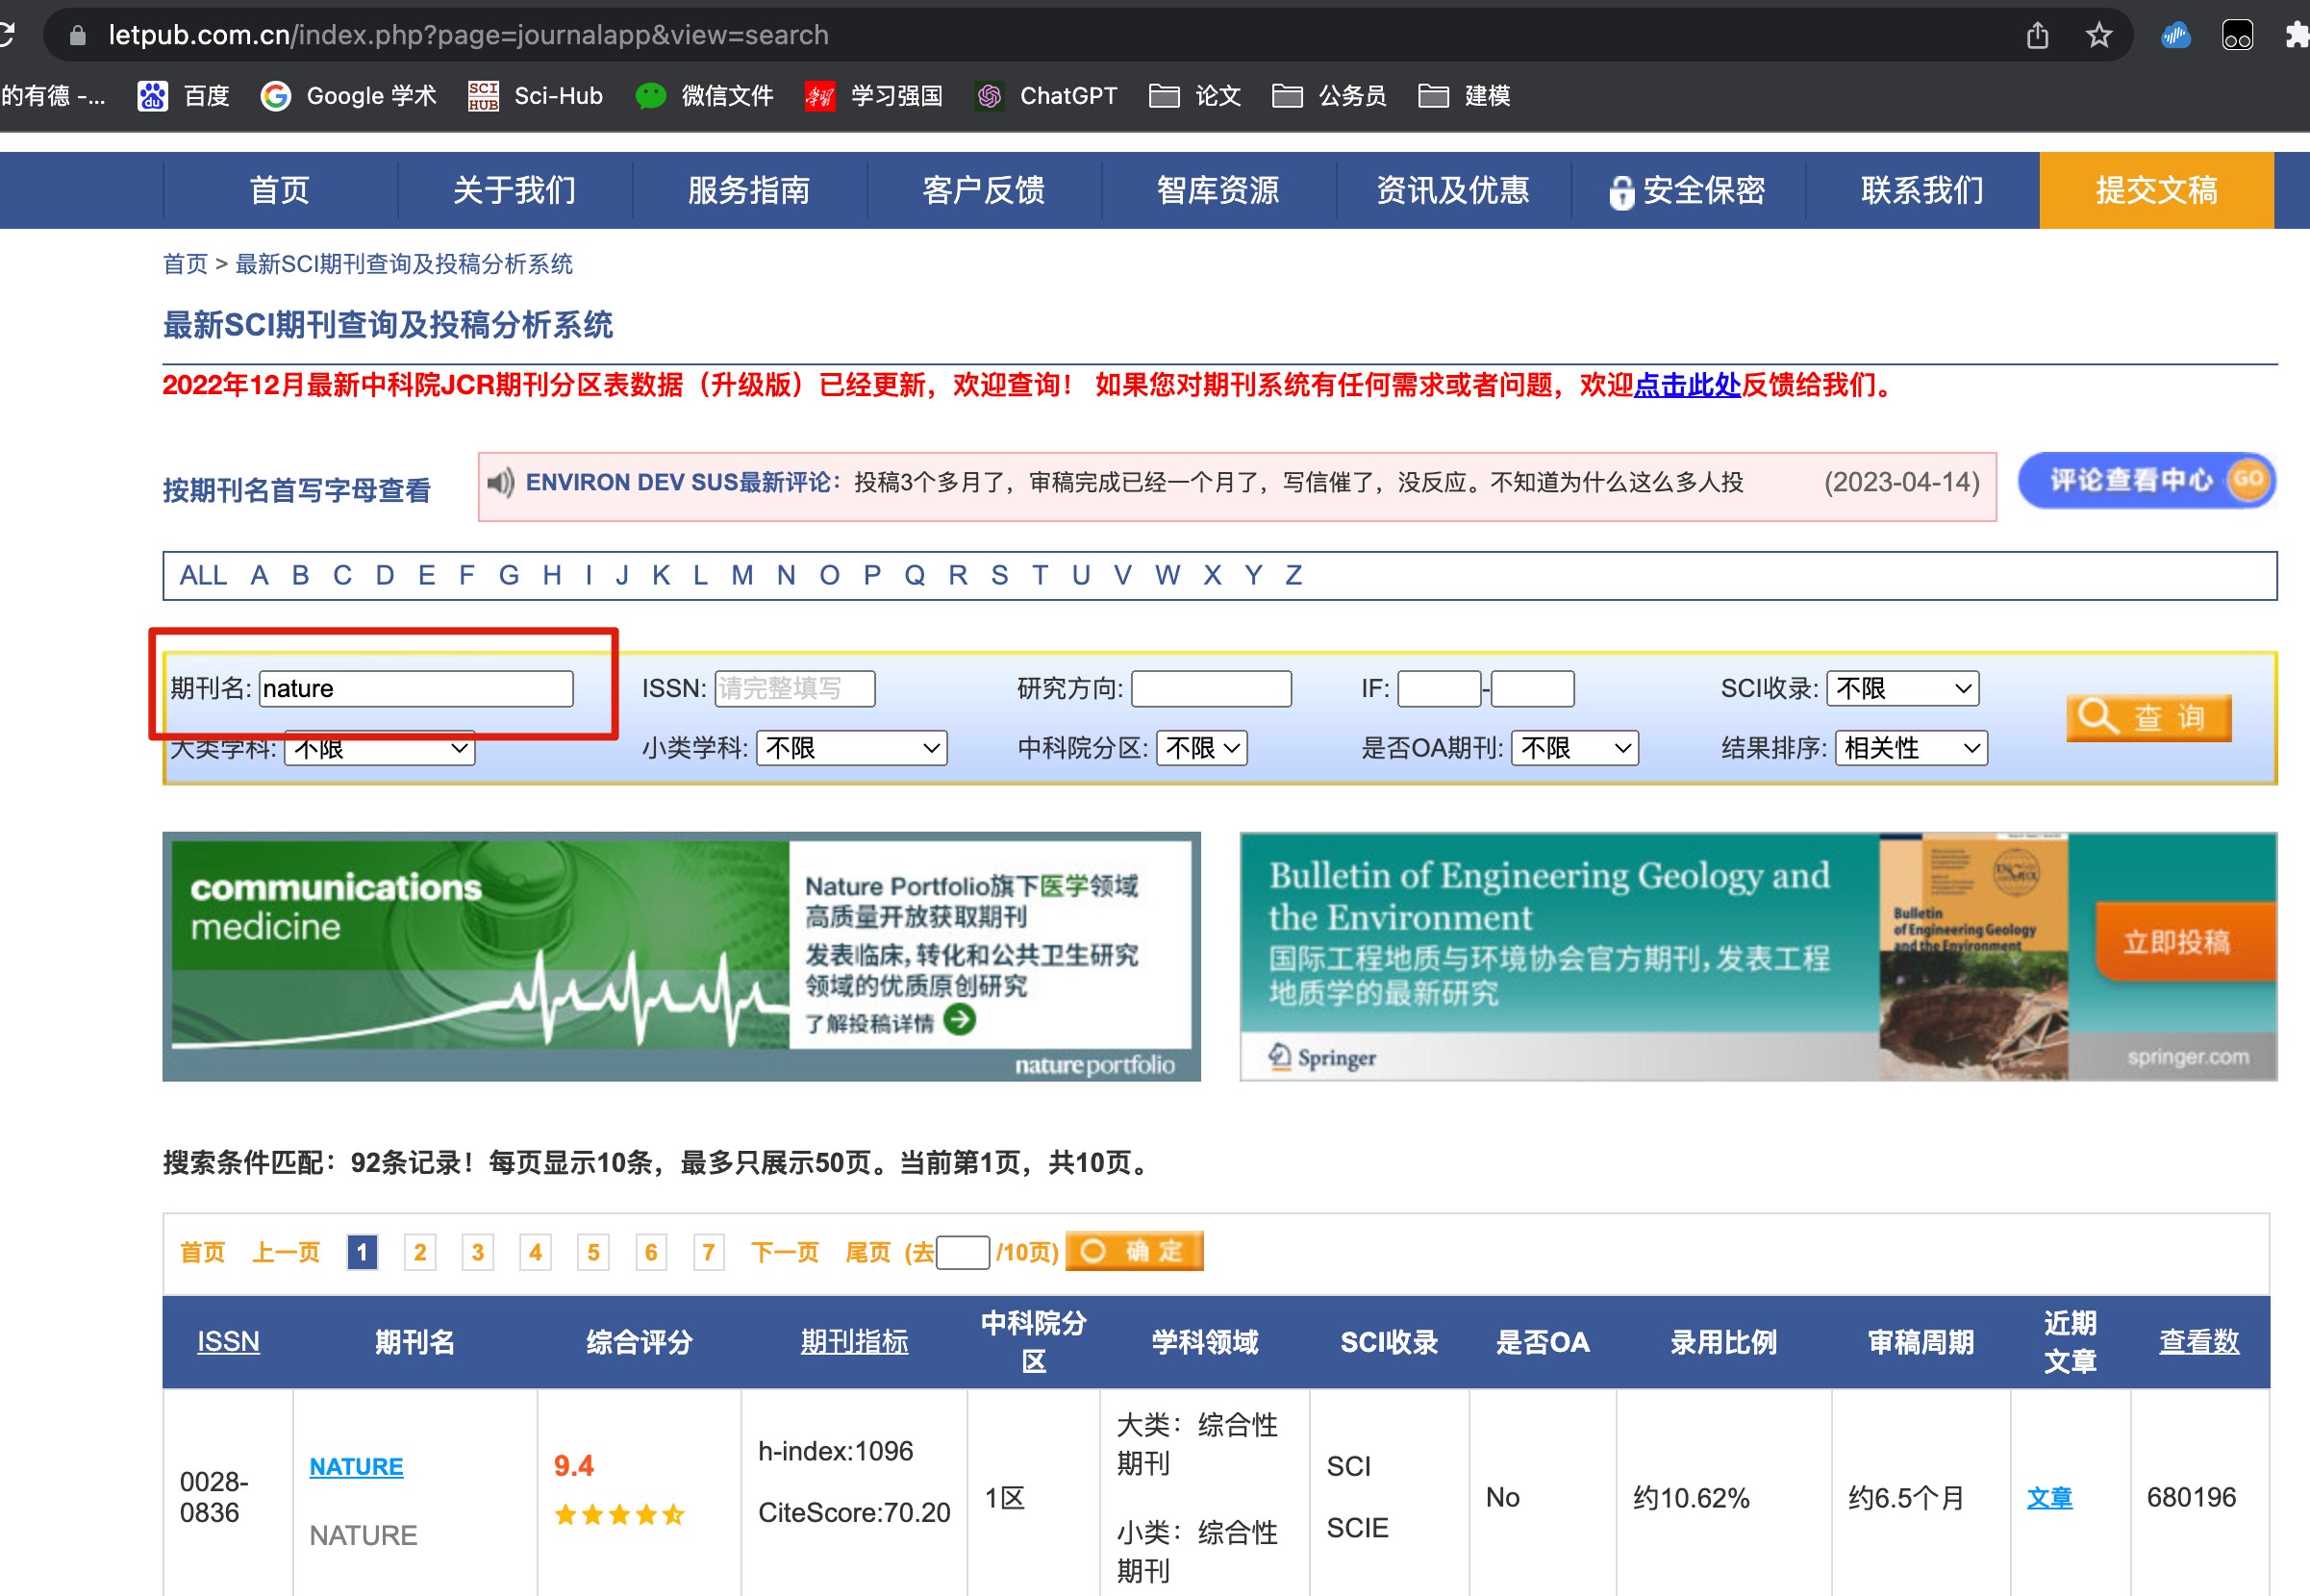 letpub.com.cn/index.php?page=journalapp&view=search
的有德 -... 百度 Google 学术 Sci-Hub 微信文件 学习强国 ChatGPT 论文 公务员 建模
首页 关于我们 服务指南 客户反馈 智库资源 资讯及优惠 安全保密 联系我们 提交文稿
首页 > 最新SCI期刊查询及投稿分析系统
最新SCI期刊查询及投稿分析系统
2022年12月最新中科院JCR期刊分区表数据（升级版）已经更新，欢迎查询！ 如果您对期刊系统有任何需求或者问题，欢迎点击此处反馈给我们。
按期刊名首写字母查看 ENVIRON DEV SUS最新评论：投稿3个多月了，审稿完成已经一个月了，写信催了，没反应。不知道为什么这么多人投 (2023-04-14) 评论查看中心 GO
ALL A B C D E F G H I J K L M N O P Q R S T U V W X Y Z
期刊名: nature ISSN: 请完整填写 研究方向: IF: - SCI收录: 不限
查 询
大类学科: 不限 小类学科: 不限 中科院分区: 不限 是否OA期刊: 不限 结果排序: 相关性
communications
medicine
Nature Portfolio旗下医学领域
高质量开放获取期刊
发表临床，转化和公共卫生研究
领域的优质原创研究
了解投稿详情
nature portfolio
Bulletin of Engineering Geology and
the Environment
国际工程地质与环境协会官方期刊，发表工程
地质学的最新研究
Springer
Bulletin
of Engineering Geology
and the Environment
立即投稿
springer.com
搜索条件匹配：92条记录！每页显示10条，最多只展示50页。当前第1页，共10页。
首页 上一页 1 2 3 4 5 6 7 下一页 尾页 (去 /10页) 确 定
ISSN 期刊名 综合评分 期刊指标 中科院分区 学科领域 SCI收录 是否OA 录用比例 审稿周期 近期文章 查看数
0028-0836
NATURE
NATURE
9.4
h-index:1096
CiteScore:70.20
1区
大类：综合性期刊
小类：综合性期刊
SCI
SCIE
No
约10.62%
约6.5个月
文章
680196